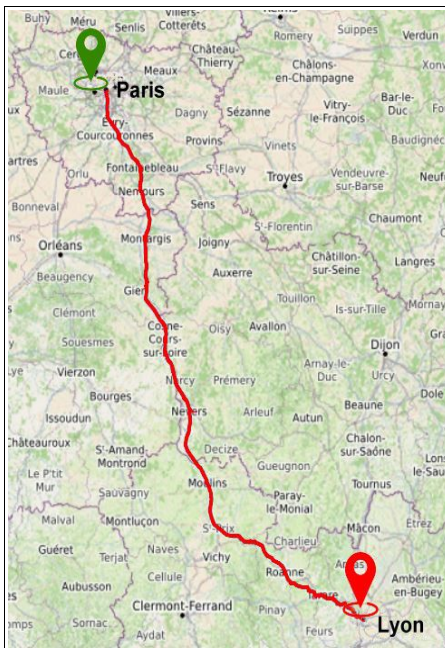 Buhy
Méru
Senlis
Villers-
Cotterêts
Romery
Suippes
Verdun
Château-
Thierry
Meaux
Châlons-
en-Champagne
Maule
Paris
Évry-
Courcouronnes
Dagny
Sézanne
Vitry-
le-François
Bar-le-
Duc
Provins
Vinets
Orlu
Fontainebleau
Nemours
Troyes
Vendeuvre-
sur-Barse
Bonneval
Sens
St-Florentin
Chaumont
Orléans
Montargis
Joigny
Châtillon-
sur-Seine
Langres
Beaugency
Gien
Auxerre
Touillon
Is-sur-Tille
Clémont
Cosne-
Cours-
sur-Loire
Oisy
Avallon
Souesmes
Dijon
Vierzon
Narcy
Prémery
Arnay-le-
Duc
Urcy
Dole
Bourges
Beaune
Issoudun
Nevers
Arleuf
Autun
Chalon-
sur-Saône
Châteauroux
St-Amand
Montrond
Decize
Gueugnon
Le P'tit
Mur
Sauvagny
Moulins
Paray-
le-Monial
Tournus
Malval
Montluçon
St-Prix
Charlieu
Mâcon
Étrez
Guéret
Terjat
Naves
Vichy
Roanne
Ambérieu-
en-Bugey
Aubusson
Cellule
Tarare
Clermont-Ferrand
Pinay
Lyon
Feurs
Toy
Sornac
Aydat